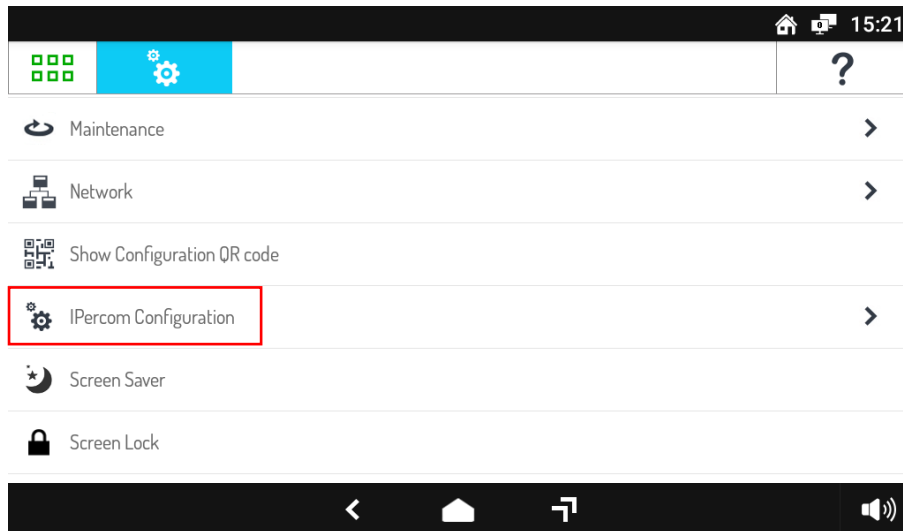 15:21
?
Maintenance
Network
Show Configuration QR code
IPercom Configuration
Screen Saver
Screen Lock